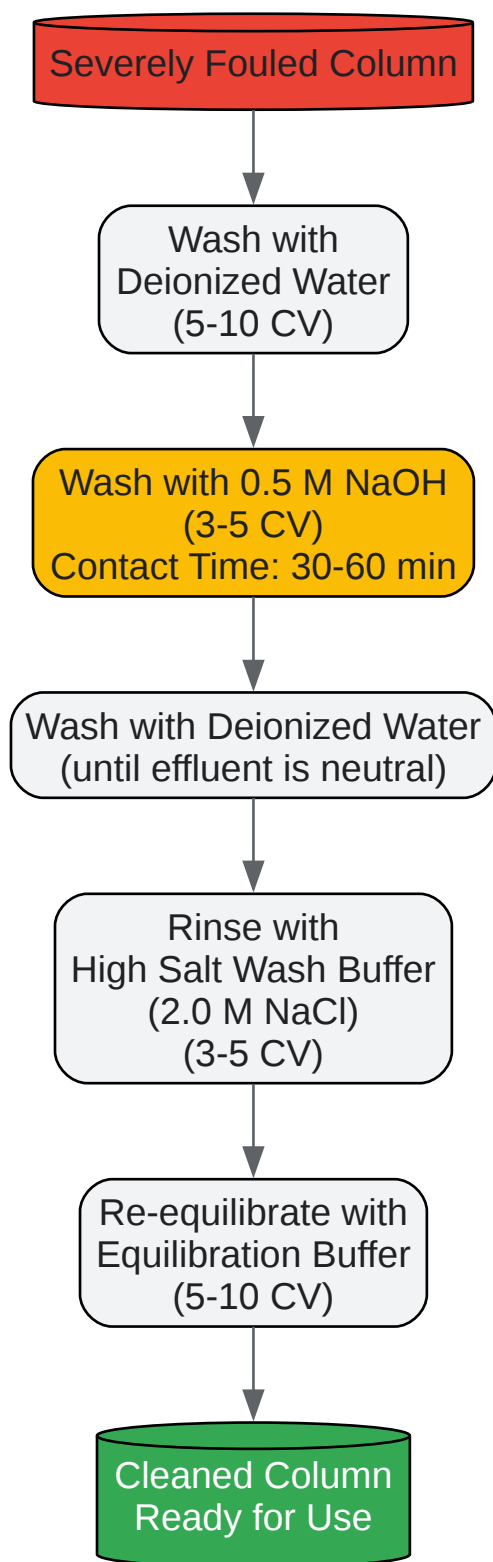 Severely Fouled Column
Wash with
Deionized Water
(5-10 CV)
Wash with 0.5 M NaOH
(3-5 CV)
Contact Time: 30-60 min
Wash with Deionized Water
(until effluent is neutral)
Rinse with
High Salt Wash Buffer
(2.0 M NaCl)
(3-5 CV)
Re-equilibrate with
Equilibration Buffer
(5-10 CV)
Cleaned Column
Ready for Use